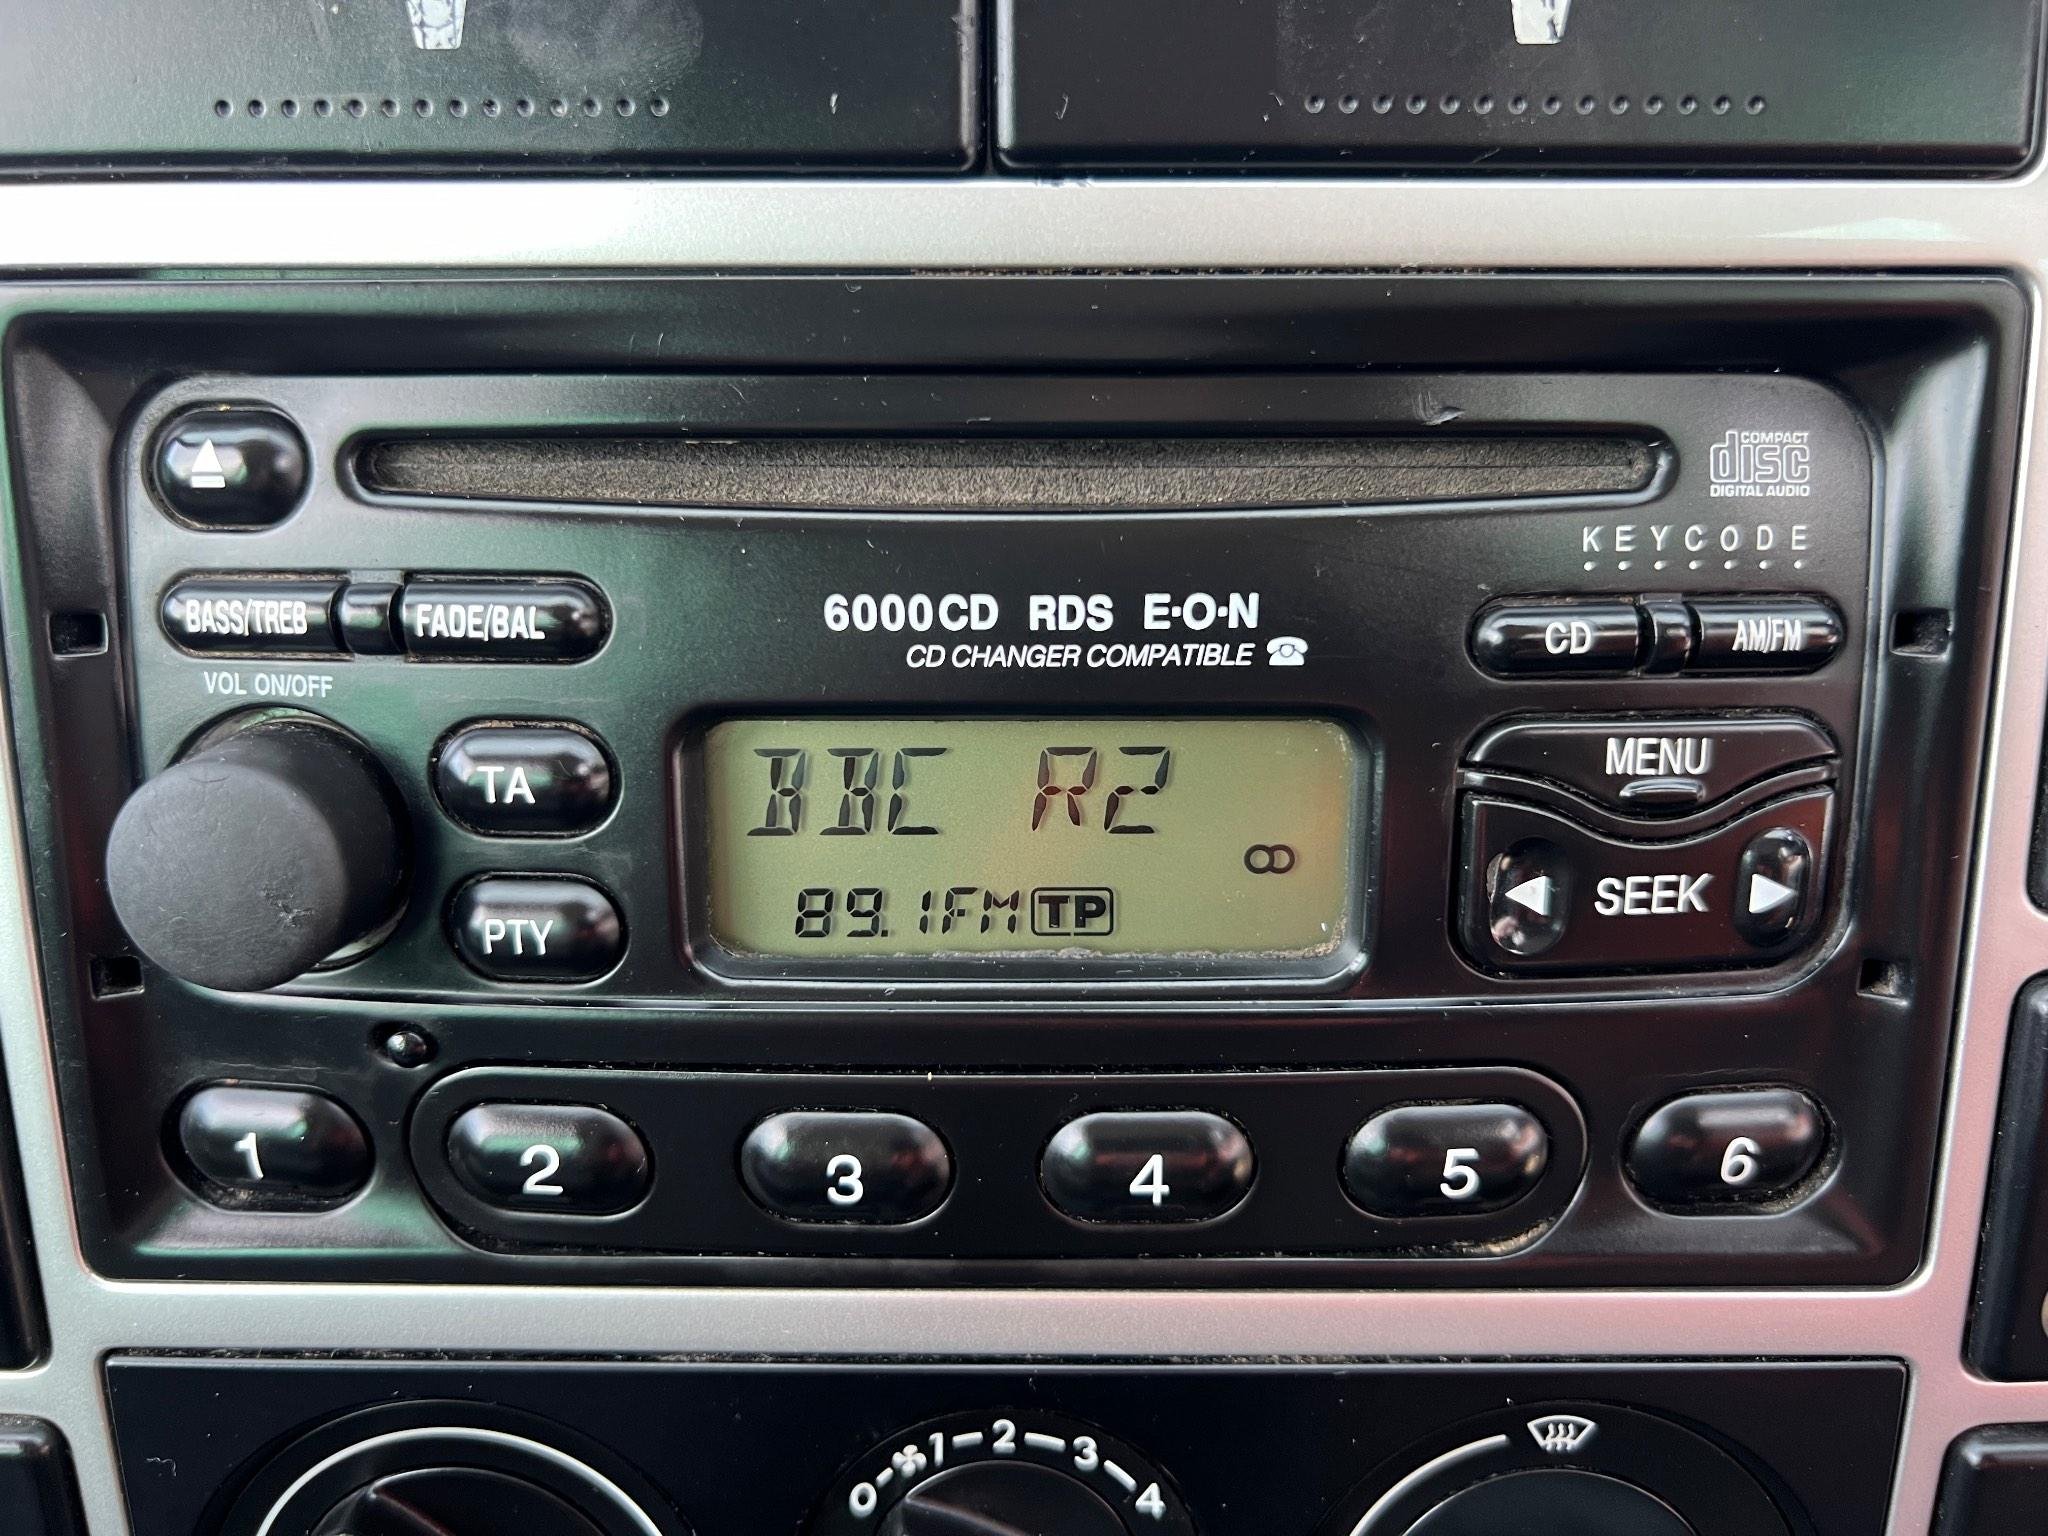 COMPACT
disc
DIGITAL AUDIO
KEYCODE
BASS/TREB FADE/BAL
6000CD RDS E·O·N
CD CHANGER COMPATIBLE
CD AM/FM
VOL ON/OFF
TA
BBC R2
MENU
PTY
89.1FM TP
SEEK
1 2 3 4 5 6
0 1 2 3 4